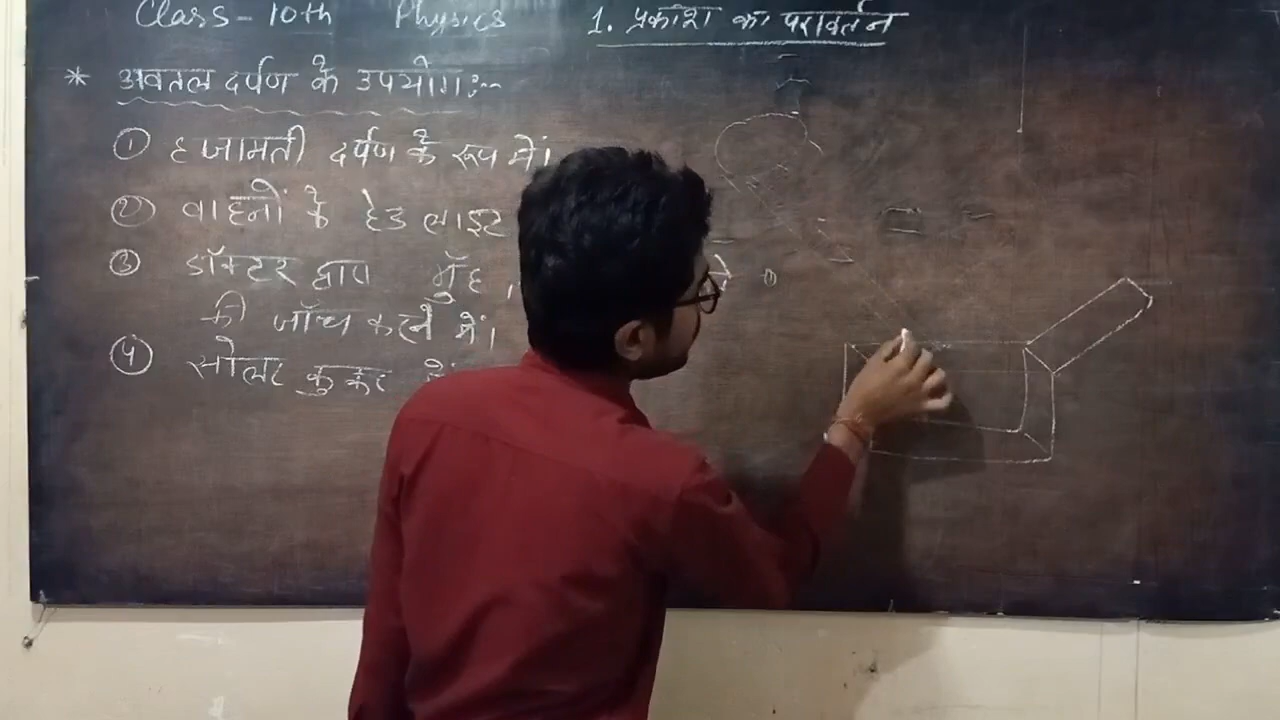 Class - 10th Physics 1. प्रकाश का परावर्तन
* अवतल दर्पण के उपयोग :-
① हजामती दर्पण के रूप में।
② वाहनों के हेड लाइट
③ डॉक्टर द्वारा मुँह,
की जाँच करने में।
④ सोलर कुकर में